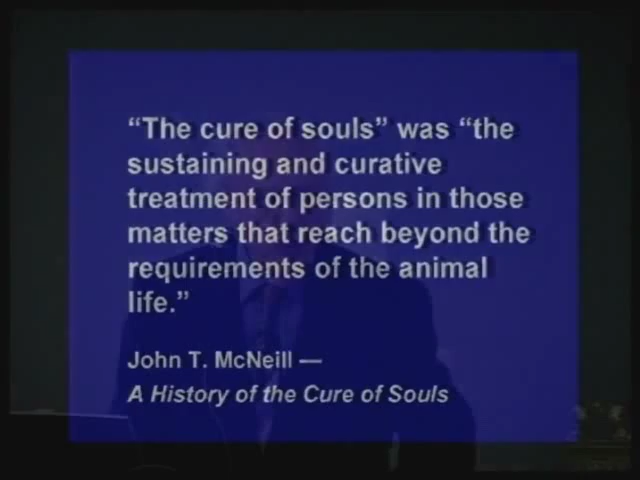 “The cure of souls” was “the
sustaining and curative
treatment of persons in those
matters that reach beyond the
requirements of the animal
life.”
John T. McNeill —
A History of the Cure of Souls